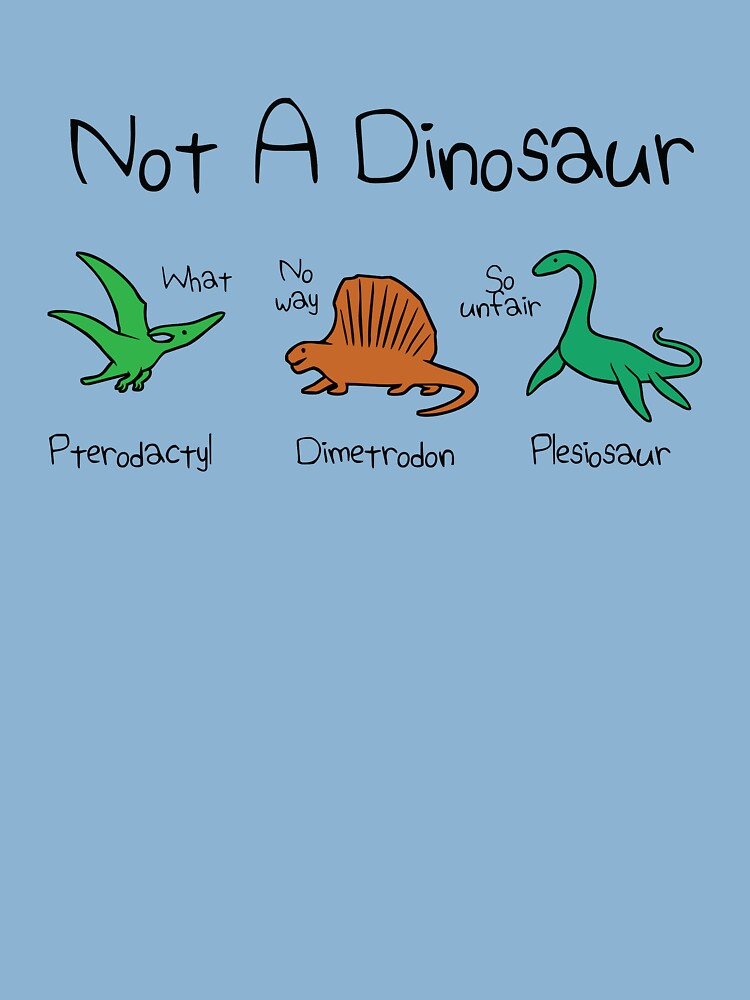 Not A Dinosaur
What
No
way
So
unfair
Pterodactyl
Dimetrodon
Plesiosaur